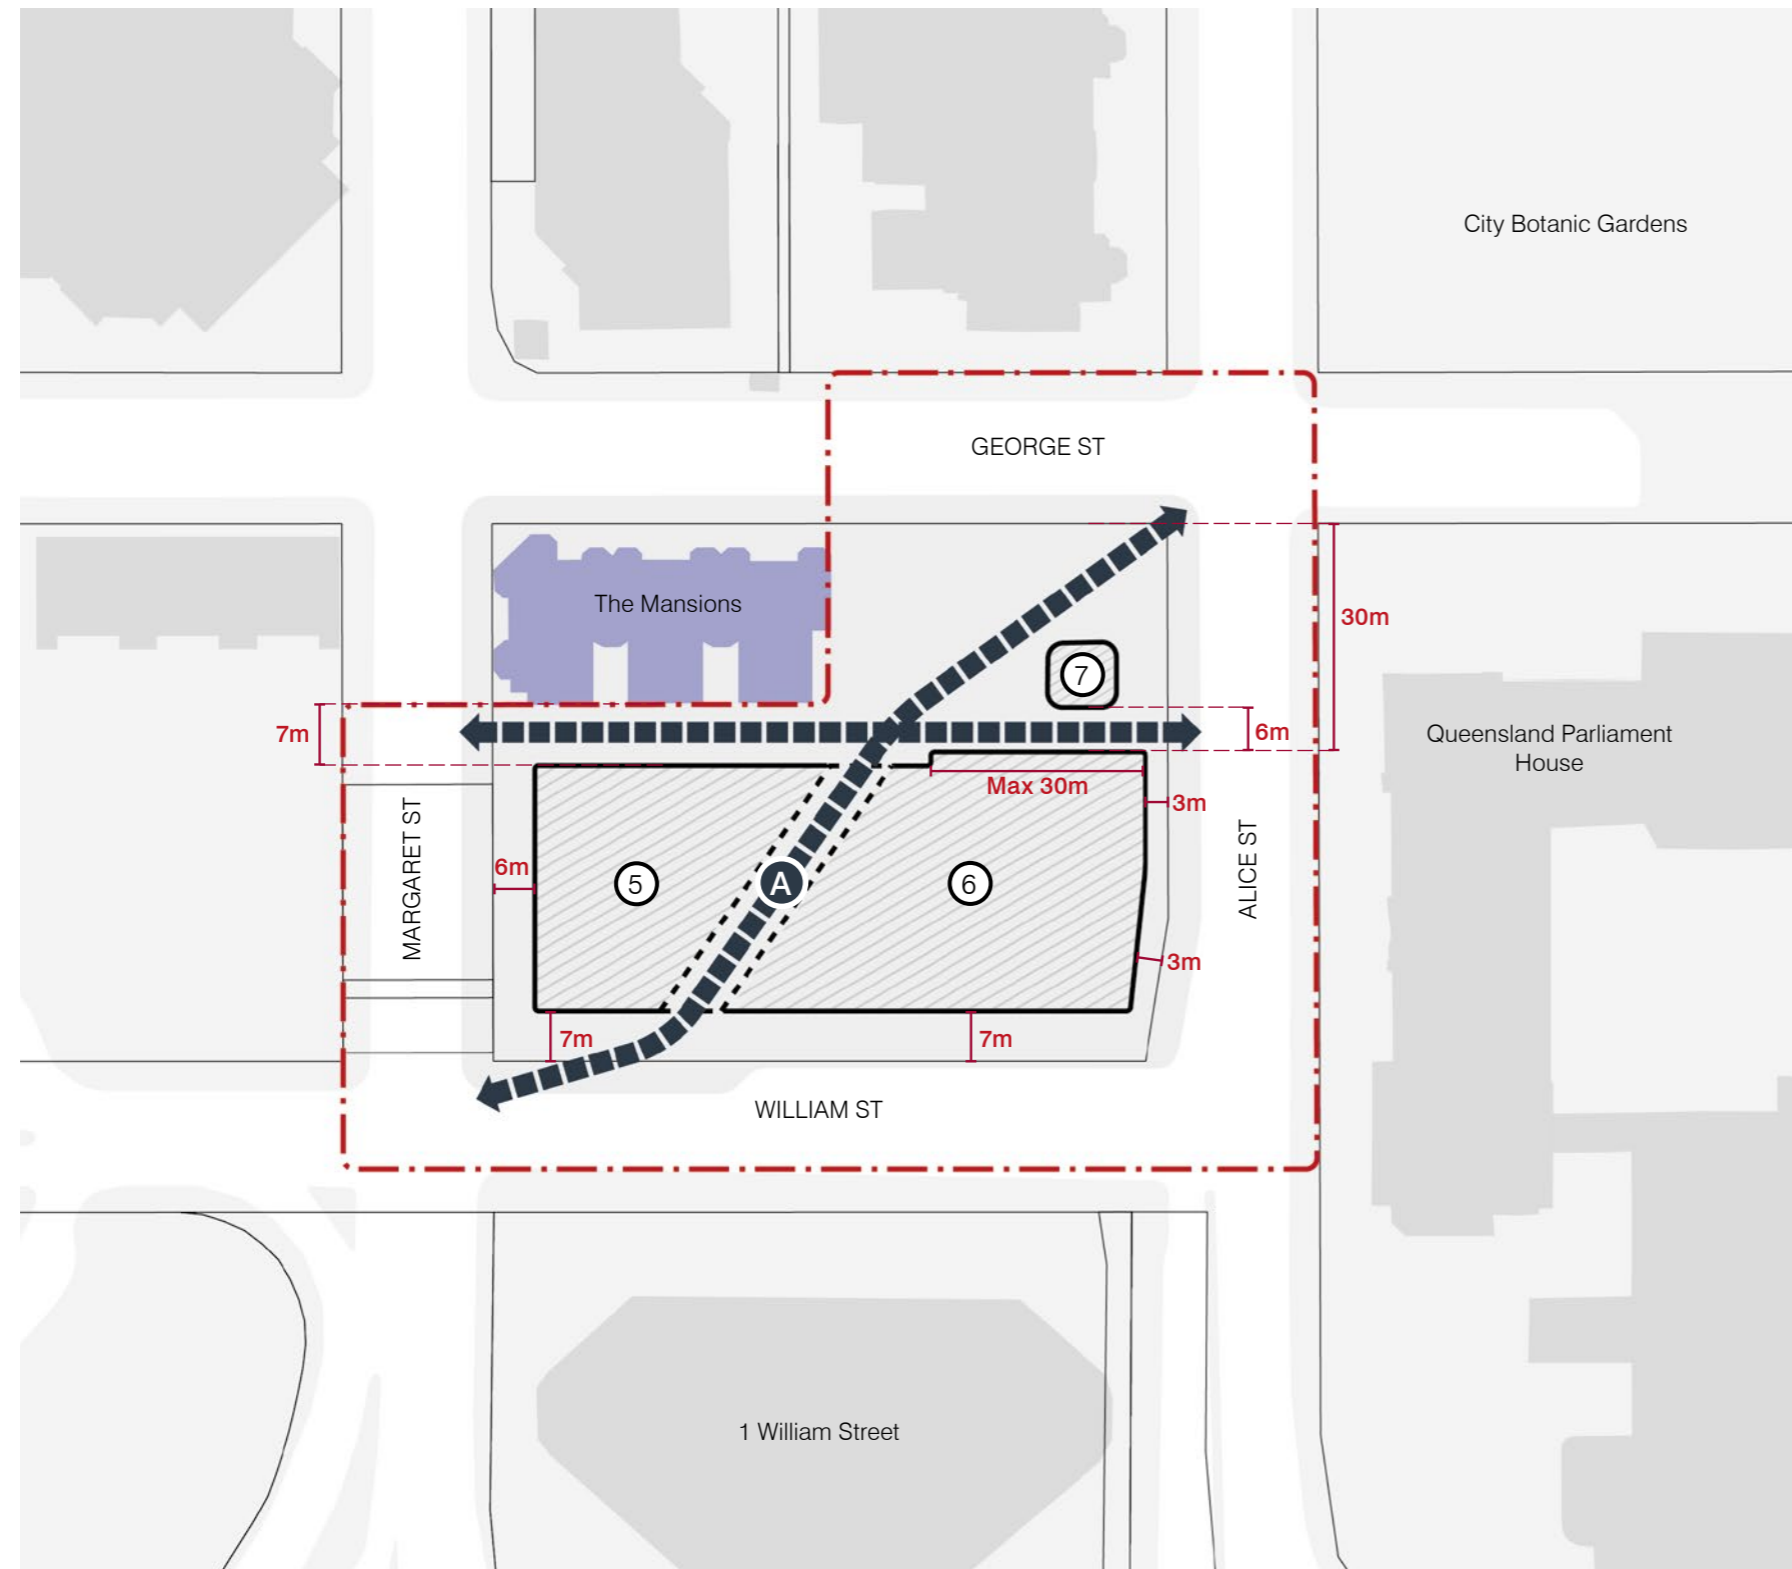 City Botanic Gardens
GEORGE ST
The Mansions
30m
7
7m
6m
Queensland Parliament
House
Max 30m
3m
MARGARET ST
ALICE ST
6m
5
A
6
3m
7m
7m
WILLIAM ST
1 William Street